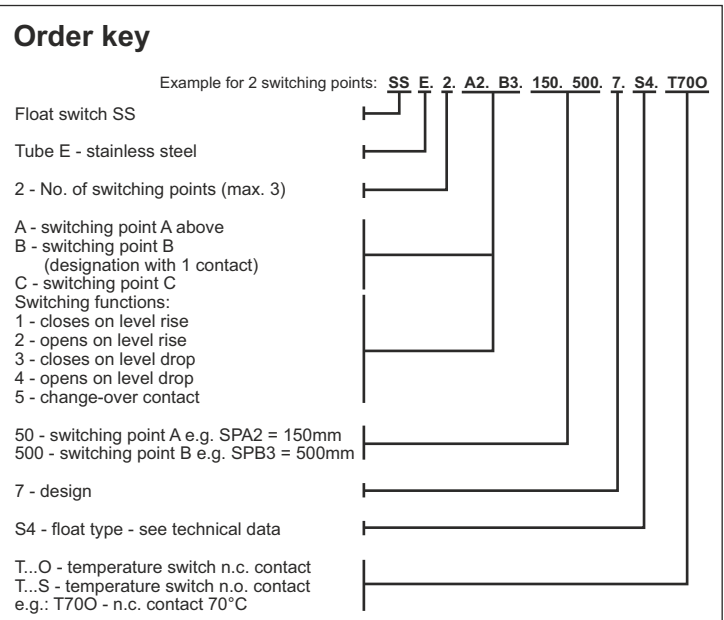 Order key
Example for 2 switching points: SS E. 2. A2. B3. 150. 500. 7. S4. T70O
Float switch SS
Tube E - stainless steel
2 - No. of switching points (max. 3)
A - switching point A above
B - switching point B
(designation with 1 contact)
C - switching point C
Switching functions:
1 - closes on level rise
2 - opens on level rise
3 - closes on level drop
4 - opens on level drop
5 - change-over contact
50 - switching point A e.g. SPA2 = 150mm
500 - switching point B e.g. SPB3 = 500mm
7 - design
S4 - float type - see technical data
T...O - temperature switch n.c. contact
T...S - temperature switch n.o. contact
e.g.: T70O - n.c. contact 70°C